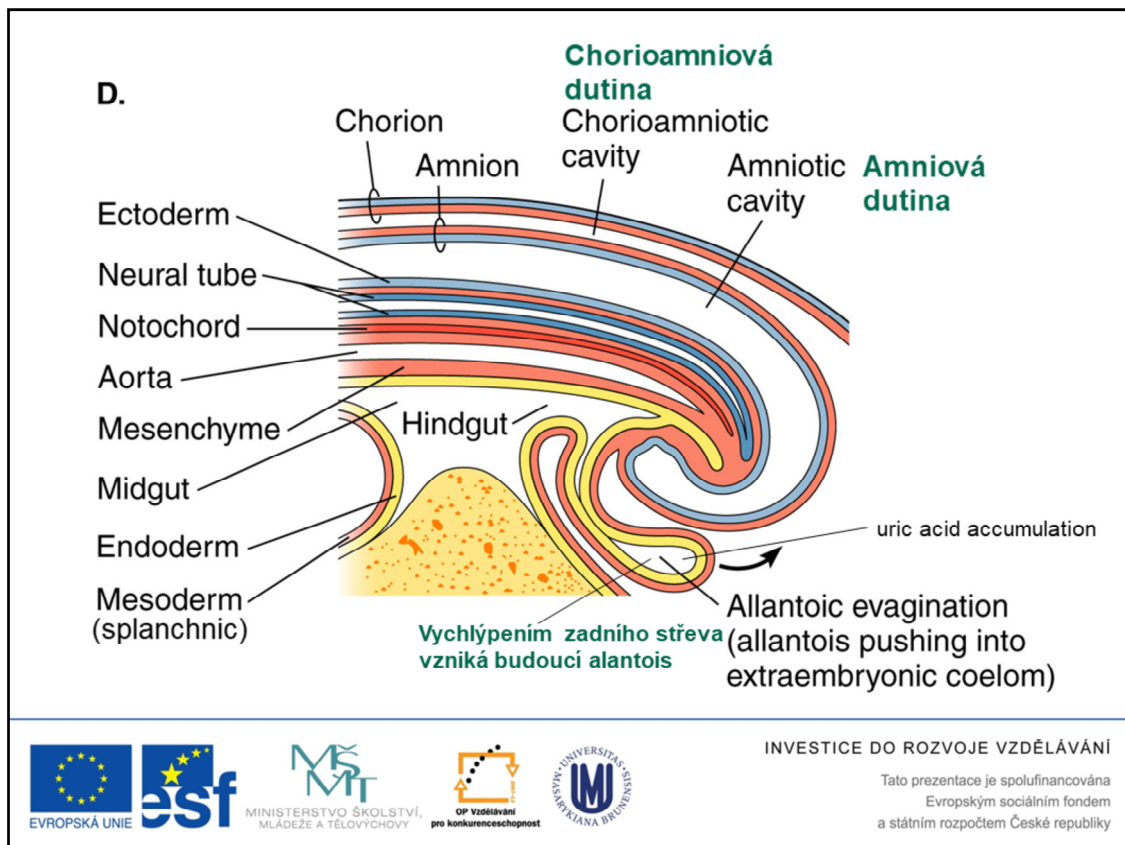 D.
Chorioamniová
dutina
Chorion
Chorioamniotic
cavity
Amnion
Amniotic
cavity
Amniová
dutina
Ectoderm
Neural tube
Notochord
Aorta
Mesenchyme
Hindgut
Midgut
Endoderm
uric acid accumulation
Mesoderm
(splanchnic)
Allantoic evagination
(allantois pushing into
extraembryonic coelom)
Vychlýpením zadního střeva
vzniká budoucí alantois
EVROPSKÁ UNIE
esf
MŠ
MT
MINISTERSTVO ŠKOLSTVÍ,
MLÁDEŽE A TĚLOVÝCHOVY
OP Vzdělávání
pro konkurenceschopnost
UNIVERSITAS MASARYKIANA BRUNENSIS
INVESTICE DO ROZVOJE VZDĚLÁVÁNÍ
Tato prezentace je spolufinancována
Evropským sociálním fondem
a státním rozpočtem České republiky